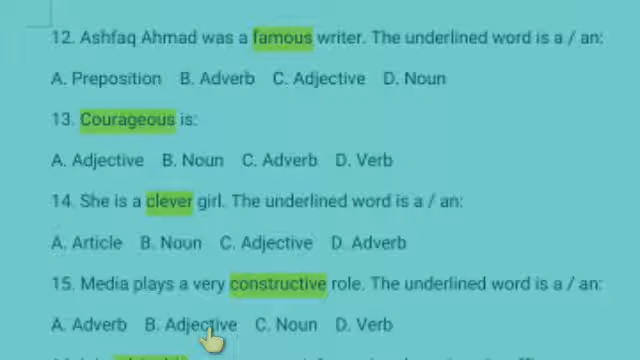 12. Ashfaq Ahmad was a famous writer. The underlined word is a / an:
A. Preposition B. Adverb C. Adjective D. Noun
13. Courageous is:
A. Adjective B. Noun C. Adverb D. Verb
14. She is a clever girl. The underlined word is a / an:
A. Article B. Noun C. Adjective D. Adverb
15. Media plays a very constructive role. The underlined word is a / an:
A. Adverb B. Adjective C. Noun D. Verb